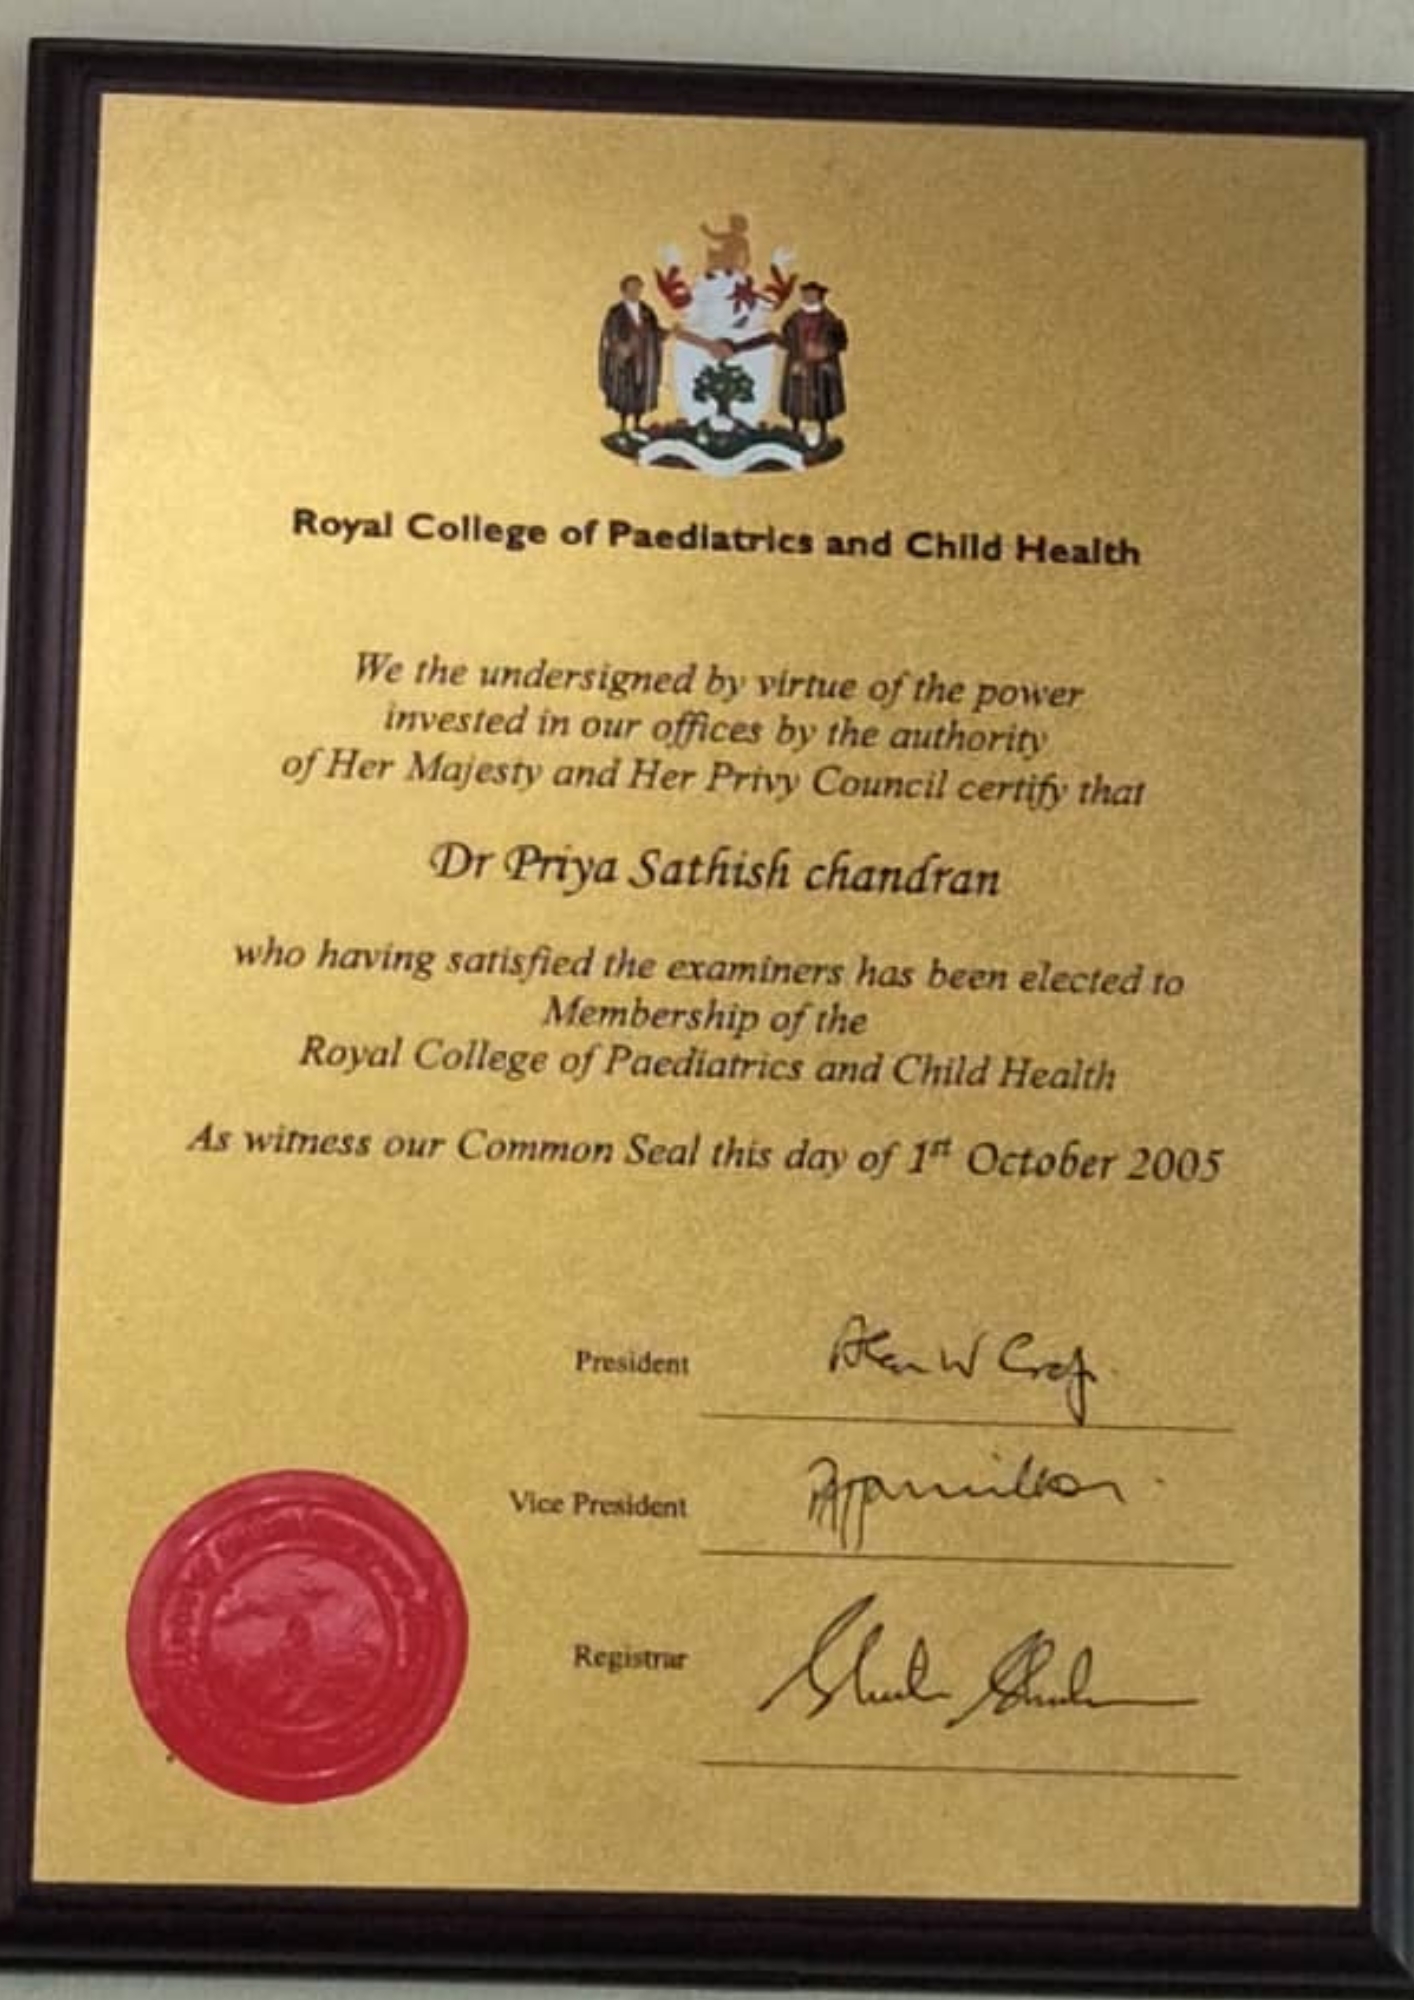 Royal College of Paediatrics and Child Health
We the undersigned by virtue of the power
invested in our offices by the authority
of Her Majesty and Her Privy Council certify that
Dr Priya Sathish chandran
who having satisfied the examiners has been elected to
Membership of the
Royal College of Paediatrics and Child Health
As witness our Common Seal this day of 1st October 2005
President
Vice President
Registrar